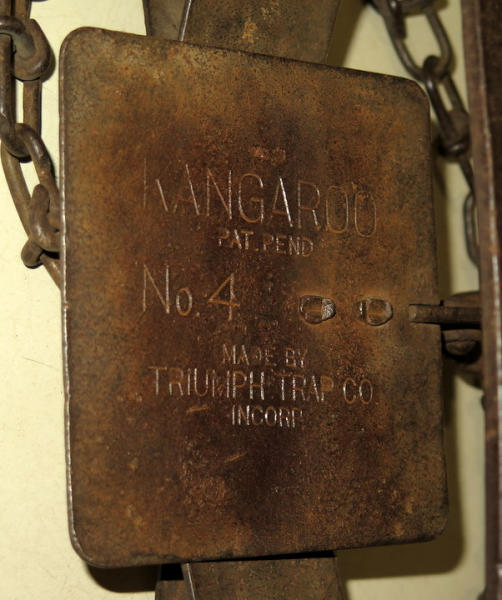 KANGAROO
PAT. PEND
No. 4
MADE BY
TRIUMPH TRAP CO
INCORP